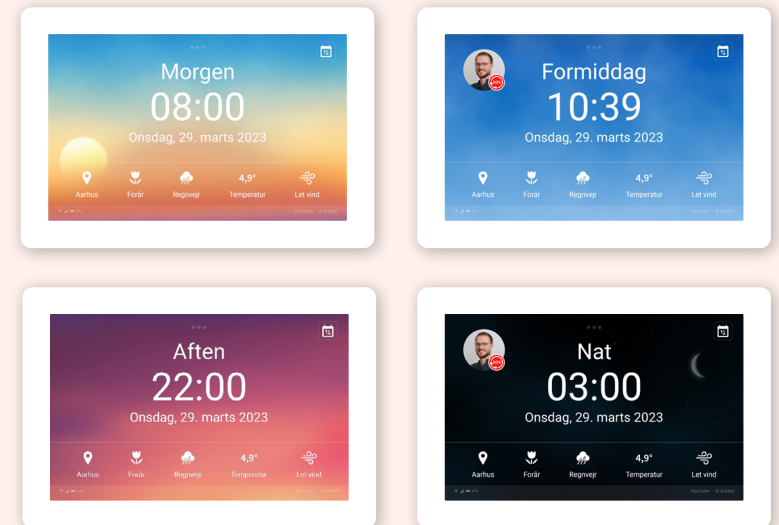 Morgen
08:00
Onsdag, 29. marts 2023
Aarhus Forår Regnvejr 4,9° Temperatur Let vind
Formiddag
10:39
Onsdag, 29. marts 2023
Aarhus Forår Regnvejr 4,9° Temperatur Let vind
Aften
22:00
Onsdag, 29. marts 2023
Aarhus Forår Regnvejr 4,9° Temperatur Let vind
Nat
03:00
Onsdag, 29. marts 2023
Aarhus Forår Regnvejr 4,9° Temperatur Let vind